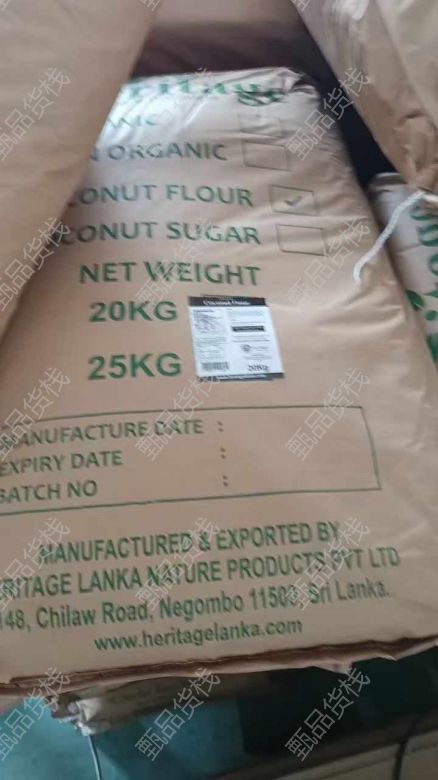 ritage
NIC
N ORGANIC
CONUT FLOUR
CONUT SUGAR
NET WEIGHT
20KG
25KG
20Kg
MANUFACTURE DATE :
EXPIRY DATE :
BATCH NO :
MANUFACTURED & EXPORTED BY
ERITAGE LANKA NATURE PRODUCTS PVT LTD
148, Chilaw Road, Negombo 11500, Sri Lanka.
www.heritagelanka.com
甄品货栈